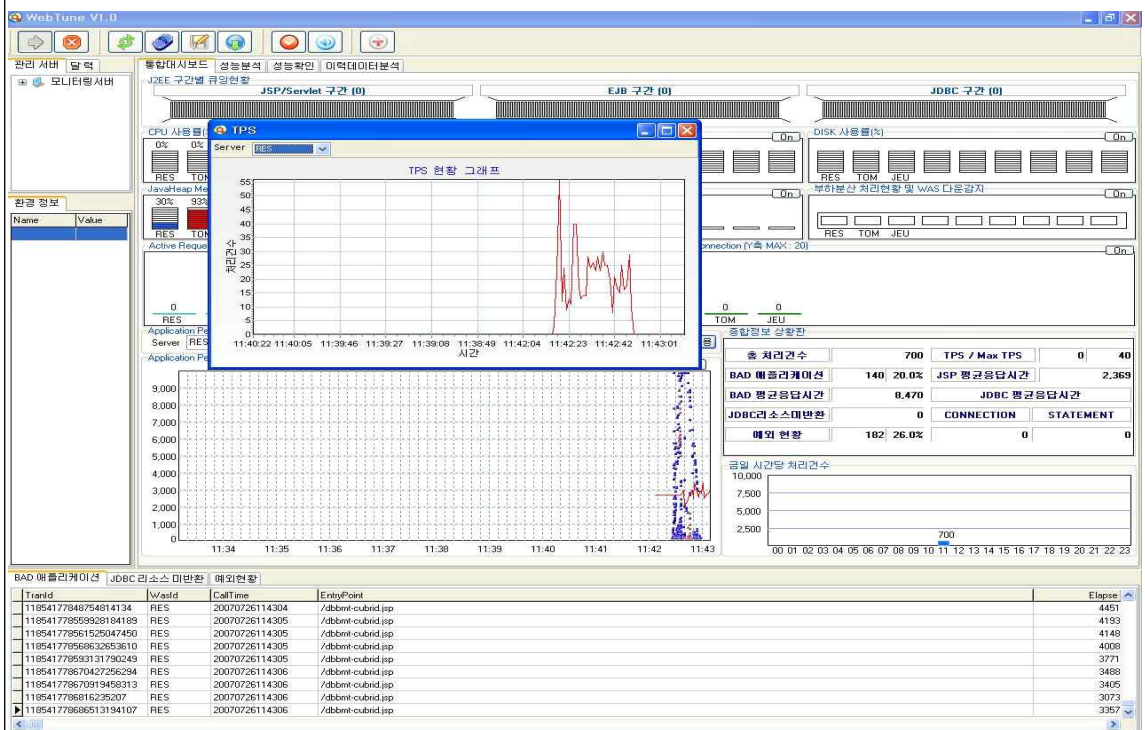 WebTune V1.0
관리 서버 달 력
모니터링서버
환경 정보
Name Value
통합대시보드 성능분석 성능확인 이력데이터분석
J2EE 구간별 큐잉현황
JSP/Servlet 구간 (0) EJB 구간 (0) JDBC 구간 (0)
CPU 사용률(%
0% 0%
RES TOM
On
DISK 사용률(%)
On
RES TOM JEU
JavaHeap Me
30% 93%
RES TOM
On
부하분산 처리현황 및 WAS 다운감지
On
RES TOM JEU
Active Reque
0
RES
onnection (Y축 MAX : 20)
On
0 0
TOM JEU
TPS
Server RES
TPS 현황 그래프
처리건수
55
50
45
40
35
30
25
20
15
10
5
0
11:40:22 11:40:05 11:39:46 11:39:27 11:39:08 11:38:49 11:42:04 11:42:23 11:42:42 11:43:01
시간
Application Pe
Server RES
용
Application Pe
9,000
8,000
7,000
6,000
5,000
4,000
3,000
2,000
1,000
0
11:34 11:35 11:36 11:37 11:38 11:39 11:40 11:41 11:42 11:43
종합정보 상황판
총 처리건수 700 TPS / Max TPS 0 40
BAD 애플리케이션 140 20.0% JSP 평균응답시간 2,369
BAD 평균응답시간 8,470 JDBC 평균응답시간
JDBC리소스미반환 0 CONNECTION STATEMENT
예외 현황 182 26.0% 0 0
금일 시간당 처리건수
10,000
7,500
5,000
2,500
700
00 01 02 03 04 05 06 07 08 09 10 11 12 13 14 15 16 17 18 19 20 21 22 23
BAD 애플리케이션 JDBC 리소스 미반환 예외현황
TranId WasId CallTime EntryPoint Elapse
11854177848754814134 RES 20070726114304 /dbbmt-cubrid.jsp 4451
118541778559928184189 RES 20070726114305 /dbbmt-cubrid.jsp 4193
118541778561525047450 RES 20070726114305 /dbbmt-cubrid.jsp 4148
118541778568632653610 RES 20070726114305 /dbbmt-cubrid.jsp 4008
118541778593131790249 RES 20070726114305 /dbbmt-cubrid.jsp 3771
118541778670427256294 RES 20070726114306 /dbbmt-cubrid.jsp 3488
118541778670919458313 RES 20070726114306 /dbbmt-cubrid.jsp 3405
1185417786816235207 RES 20070726114306 /dbbmt-cubrid.jsp 3073
118541778686513194107 RES 20070726114306 /dbbmt-cubrid.jsp 3357